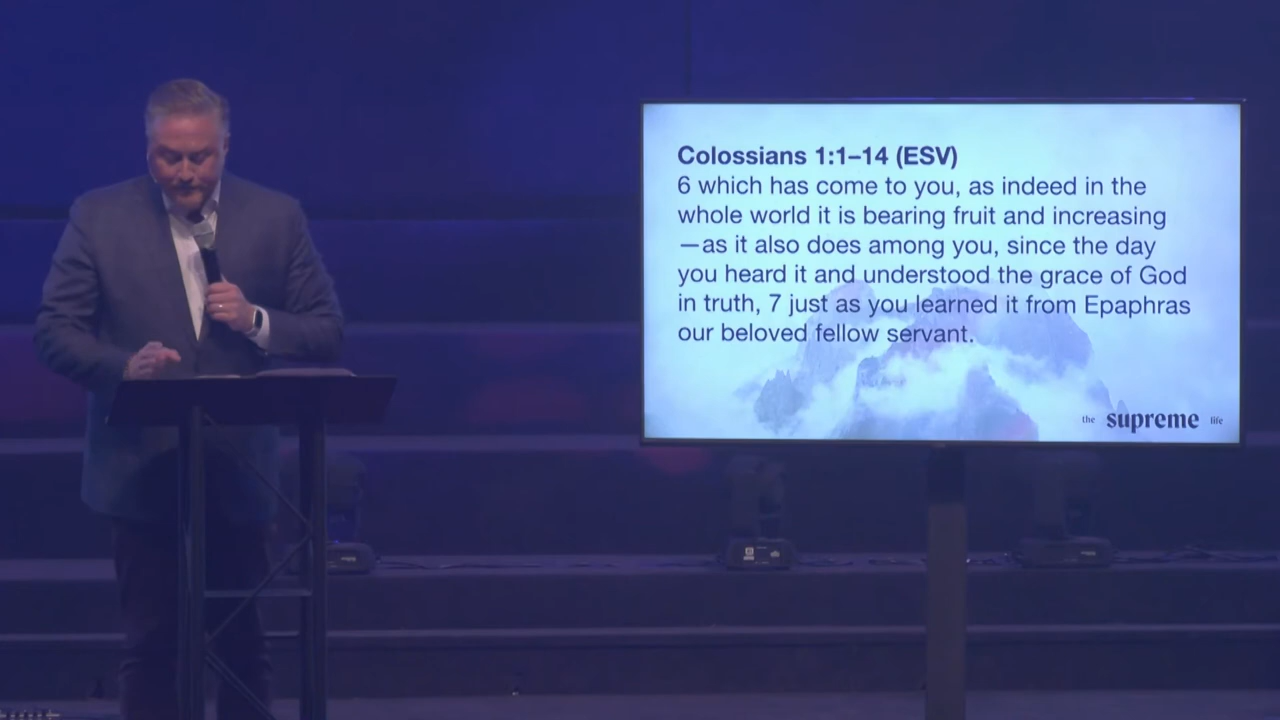 Colossians 1:1–14 (ESV)
6 which has come to you, as indeed in the
whole world it is bearing fruit and increasing
—as it also does among you, since the day
you heard it and understood the grace of God
in truth, 7 just as you learned it from Epaphras
our beloved fellow servant.
the supreme life